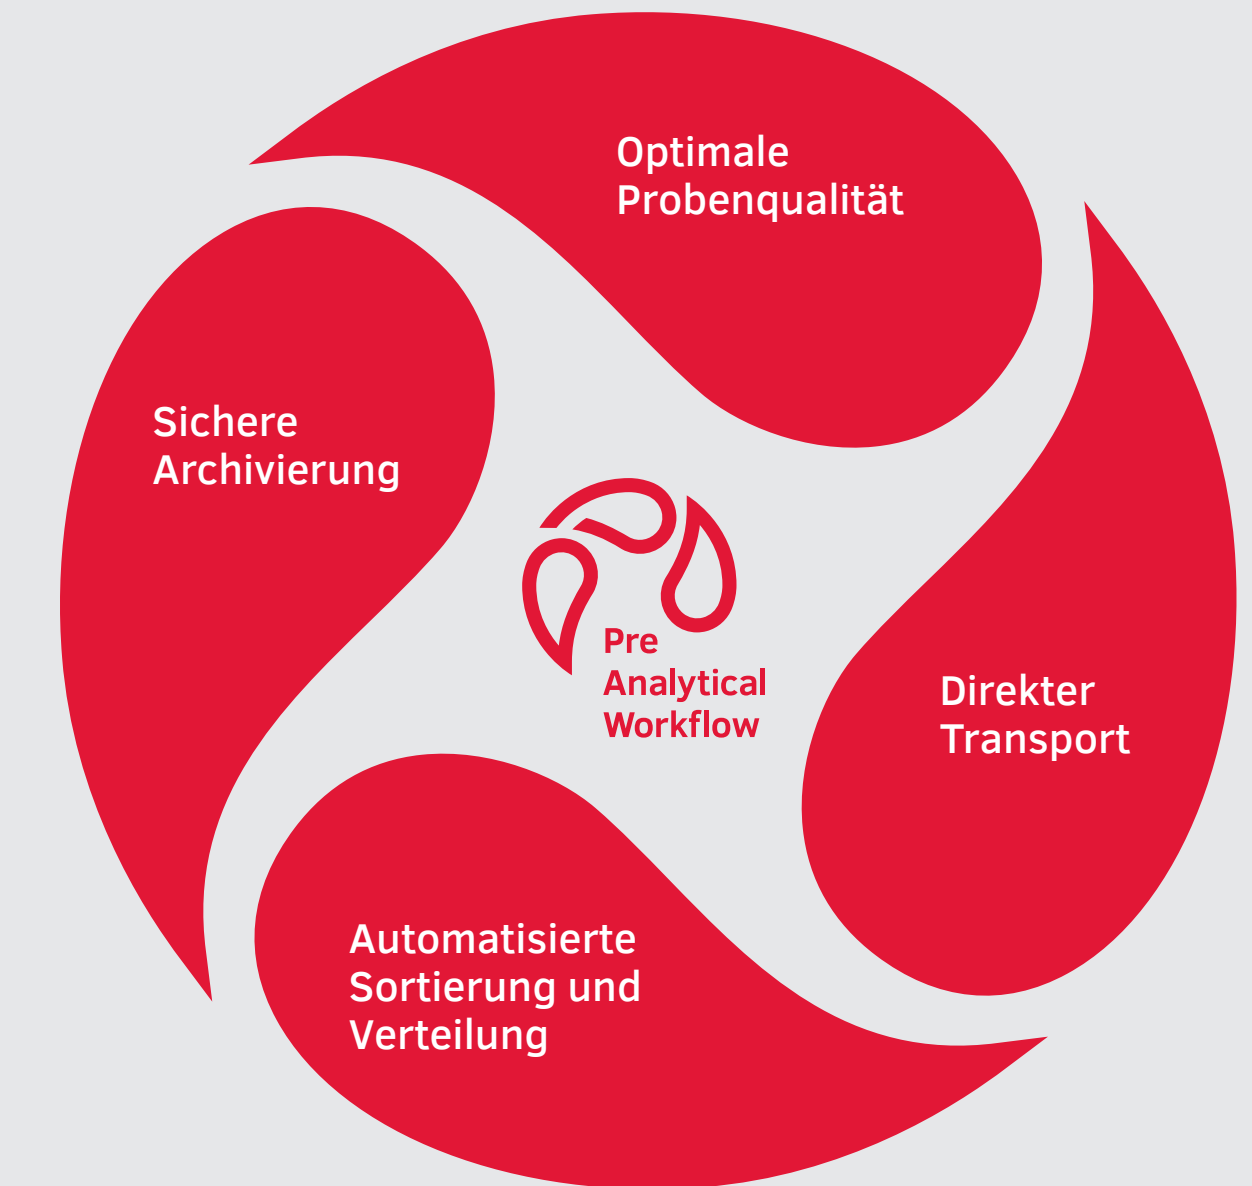 Optimale
Probenqualität
Sichere
Archivierung
Pre
Analytical
Workflow
Direkter
Transport
Automatisierte
Sortierung und
Verteilung